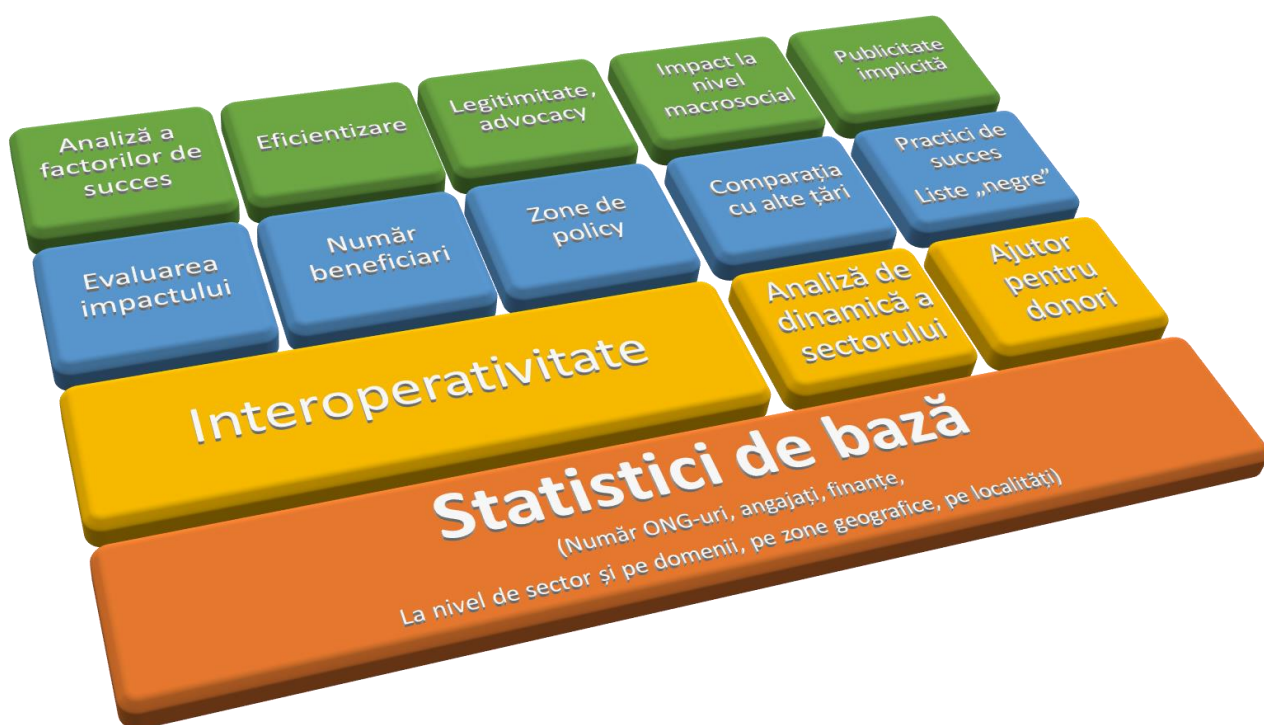 Analiză a
factorilor de
succes
Eficientizare
Legitimitate,
advocacy
Impact la
nivel
macrosocial
Publicitate
implicită
Evaluarea
impactului
Număr
beneficiari
Zone de
policy
Comparația
cu alte țări
Practici de
succes
Liste „negre”
Interoperativitate
Analiză de
dinamică a
sectorului
Ajutor
pentru
donori
Statistici de bază
(Număr ONG-uri, angajați, finanțe,
La nivel de sector și pe domenii, pe zone geografice, pe localități)